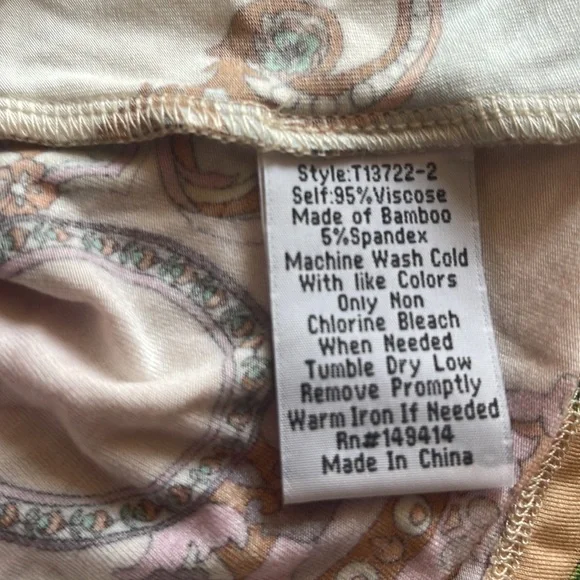 Style:T13722-2
Self:95%Viscose
Made of Bamboo
5%Spandex
Machine Wash Cold
With like Colors
Only Non
Chlorine Bleach
When Needed
Tumble Dry Low
Remove Promptly
Warm Iron If Needed
Rn#149414
Made In China